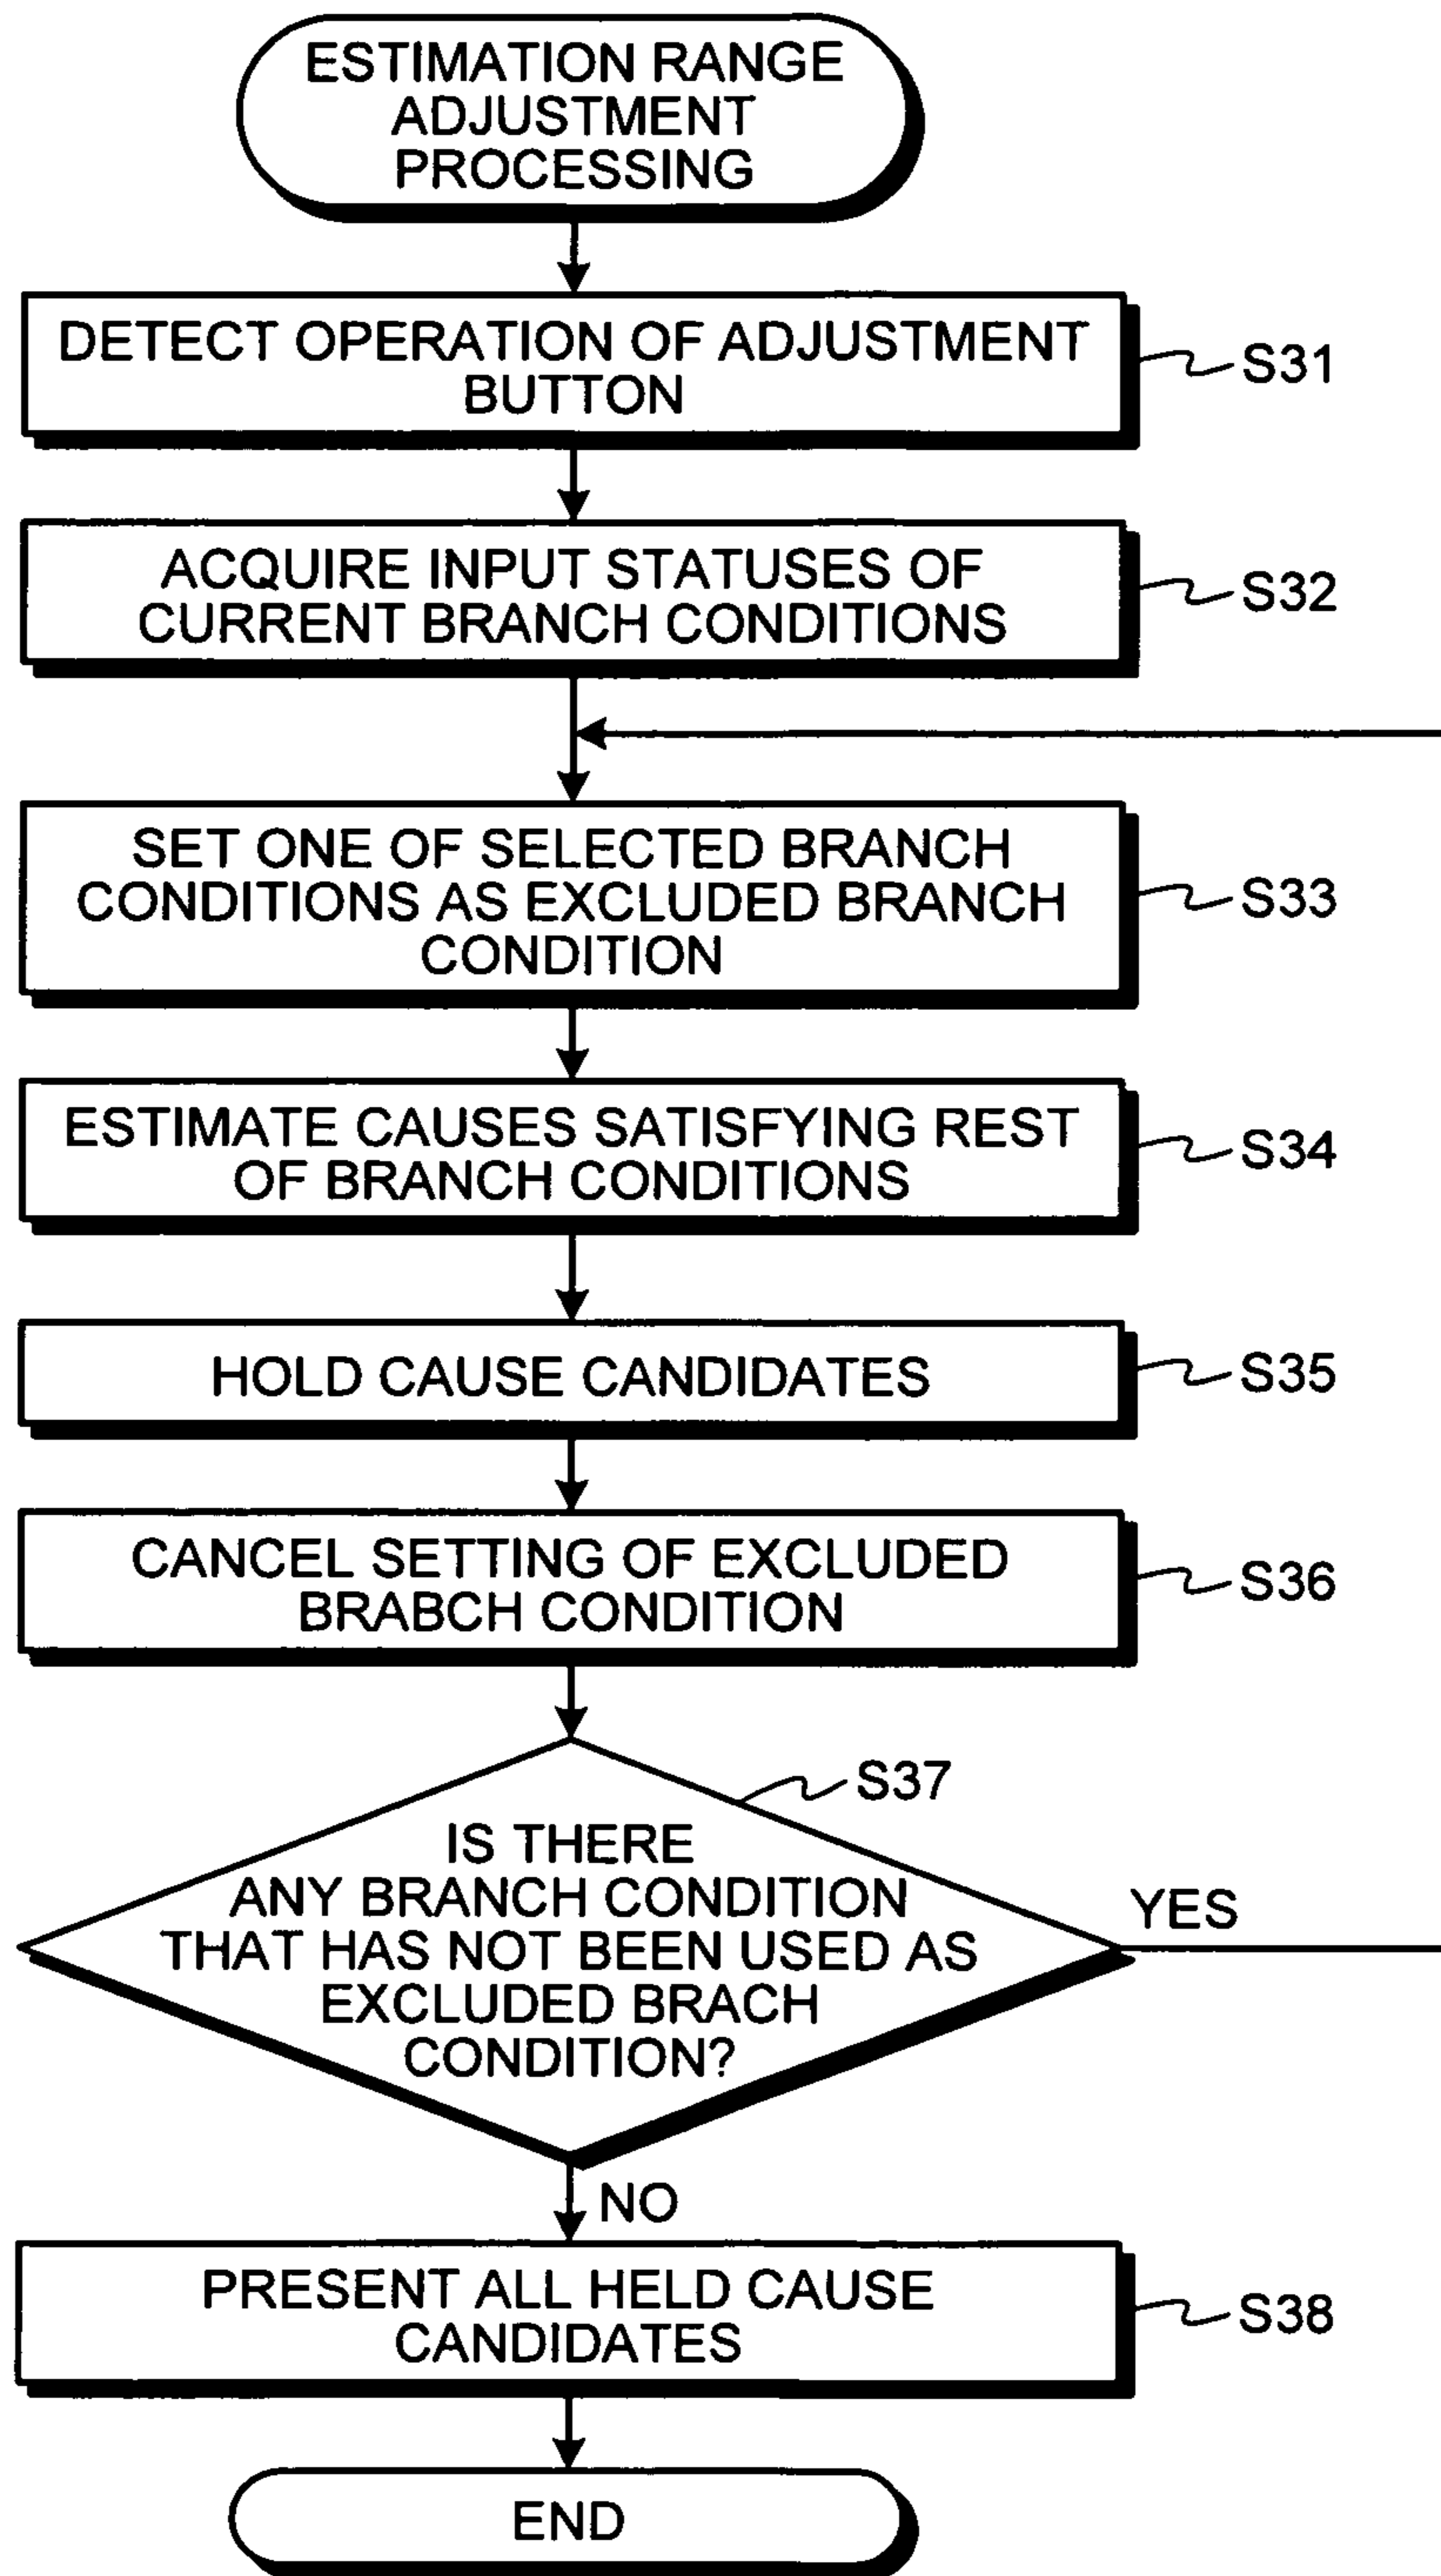 ESTIMATION RANGE
ADJUSTMENT
PROCESSING
DETECT OPERATION OF ADJUSTMENT
BUTTON
S31
ACQUIRE INPUT STATUSES OF
CURRENT BRANCH CONDITIONS
S32
SET ONE OF SELECTED BRANCH
CONDITIONS AS EXCLUDED BRANCH
CONDITION
S33
ESTIMATE CAUSES SATISFYING REST
OF BRANCH CONDITIONS
S34
HOLD CAUSE CANDIDATES
S35
CANCEL SETTING OF EXCLUDED
BRABCH CONDITION
S36
S37
IS THERE
ANY BRANCH CONDITION
THAT HAS NOT BEEN USED AS
EXCLUDED BRACH
CONDITION?
YES
NO
PRESENT ALL HELD CAUSE
CANDIDATES
S38
END